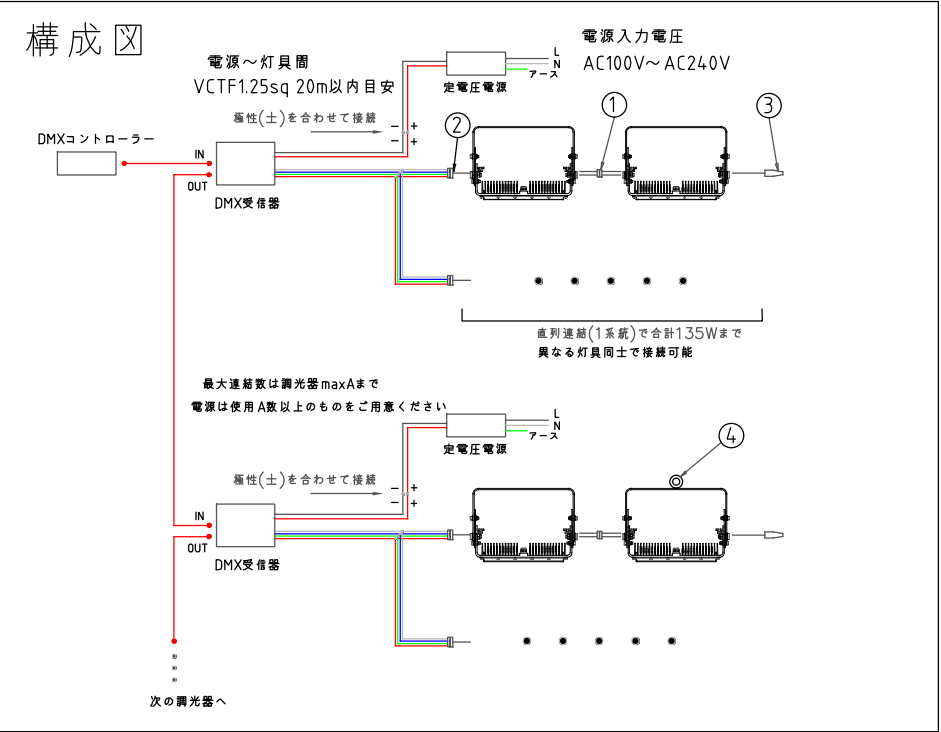 構成図
電源～灯具間
VCTF1.25sq 20m以内目安
電源入力電圧
AC100V～AC240V
L
N
アース
定電圧電源
極性(±)を合わせて接続
− +
− +
①
②
③
DMXコントローラー
IN
OUT
DMX受信器
直列連結(1系統)で合計135Wまで
異なる灯具同士で接続可能
最大連結数は調光器maxAまで
電源は使用A数以上のものをご用意ください
L
N
アース
定電圧電源
極性(±)を合わせて接続
− +
− +
④
IN
OUT
DMX受信器
次の調光器へ